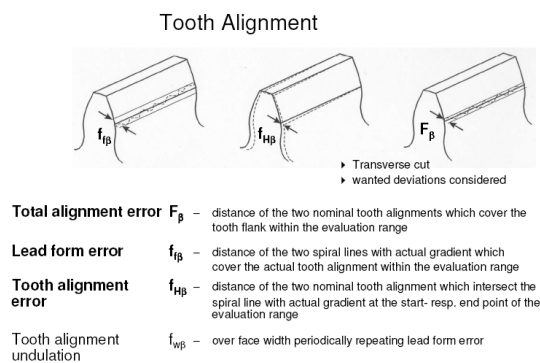 Tooth Alignment
ffβ
fHβ
Fβ
‣ Transverse cut
‣ wanted deviations considered
Total alignment error Fβ – distance of the two nominal tooth alignments which cover the
tooth flank within the evaluation range
Lead form error ffβ – distance of the two spiral lines with actual gradient which
cover the actual tooth alignment within the evaluation range
Tooth alignment fHβ – distance of the two nominal tooth alignment which intersect the
error spiral line with actual gradient at the start- resp. end point of the
evaluation range
Tooth alignment fwβ – over face width periodically repeating lead form error
undulation